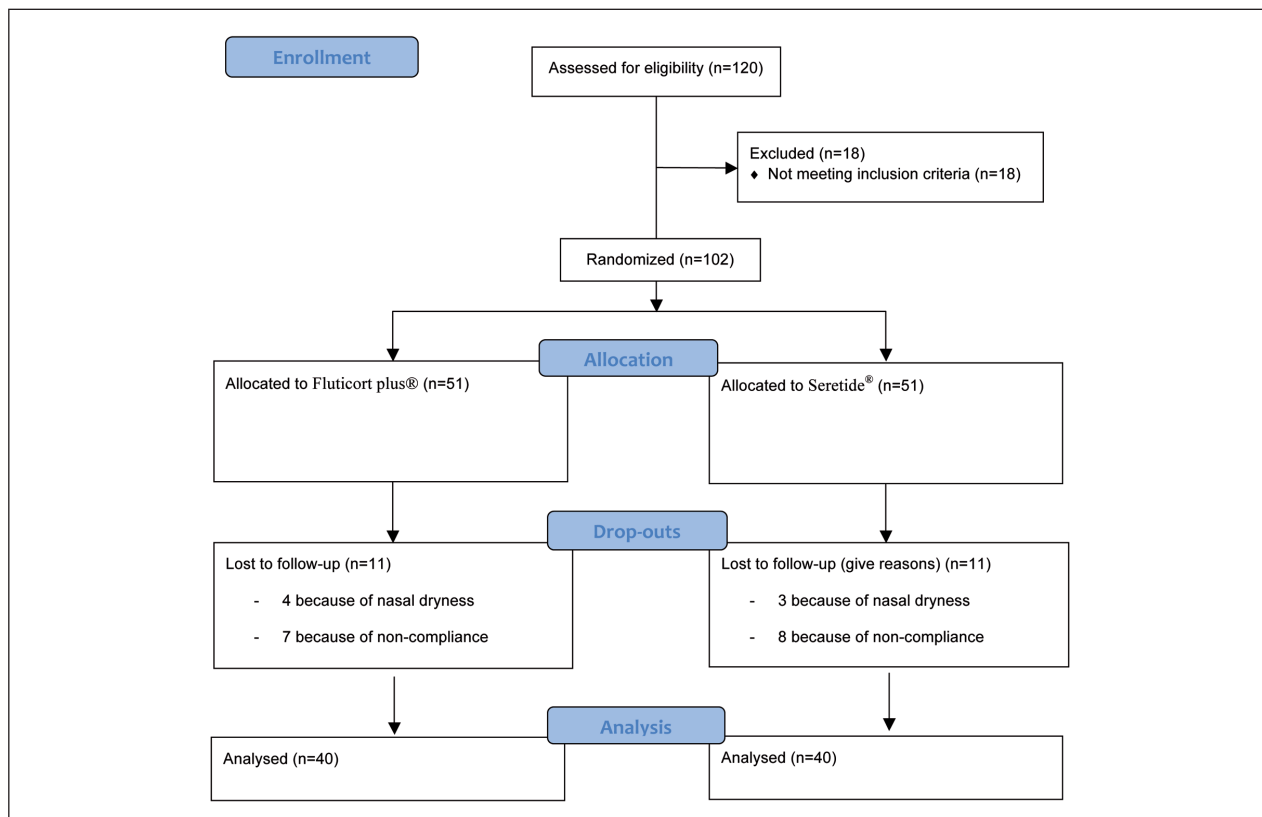 Enrollment
Assessed for eligibility (n=120)
Excluded (n=18)
♦ Not meeting inclusion criteria (n=18)
Randomized (n=102)
Allocation
Allocated to Fluticort plus® (n=51)
Allocated to Seretide® (n=51)
Drop-outs
Lost to follow-up (n=11)
- 4 because of nasal dryness
- 7 because of non-compliance
Lost to follow-up (give reasons) (n=11)
- 3 because of nasal dryness
- 8 because of non-compliance
Analysis
Analysed (n=40)
Analysed (n=40)